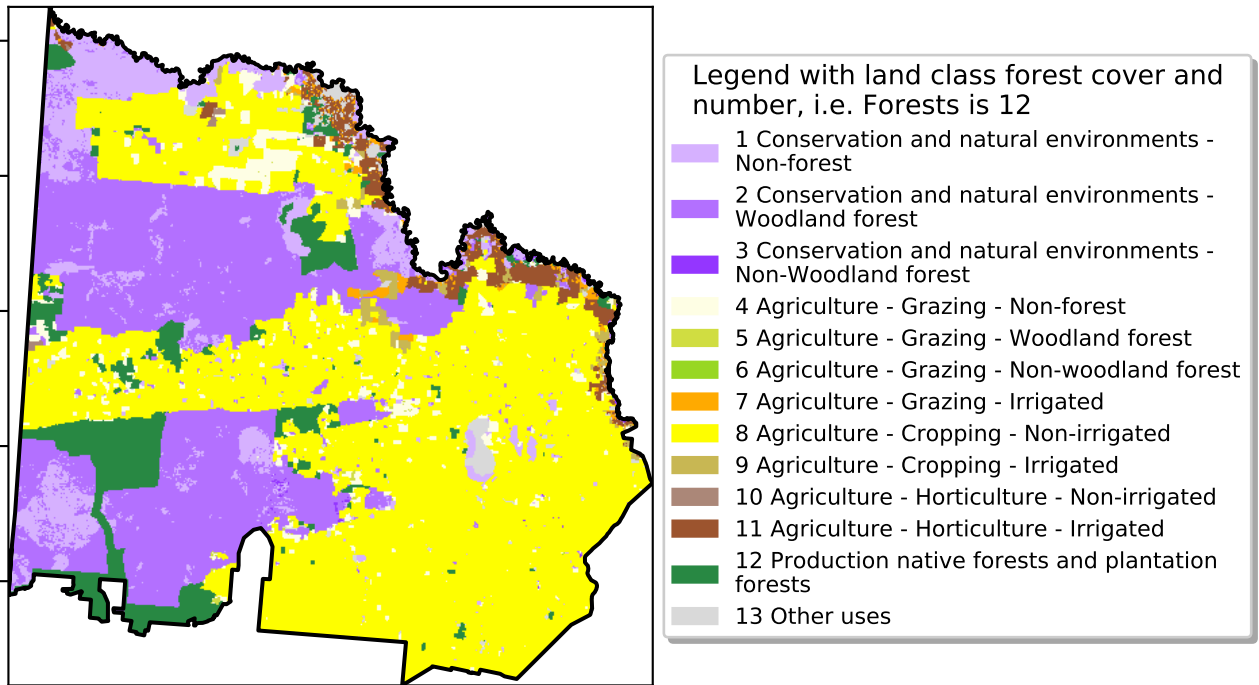 Legend with land class forest cover and
number, i.e. Forests is 12
1 Conservation and natural environments -
Non-forest
2 Conservation and natural environments -
Woodland forest
3 Conservation and natural environments -
Non-Woodland forest
4 Agriculture - Grazing - Non-forest
5 Agriculture - Grazing - Woodland forest
6 Agriculture - Grazing - Non-woodland forest
7 Agriculture - Grazing - Irrigated
8 Agriculture - Cropping - Non-irrigated
9 Agriculture - Cropping - Irrigated
10 Agriculture - Horticulture - Non-irrigated
11 Agriculture - Horticulture - Irrigated
12 Production native forests and plantation
forests
13 Other uses